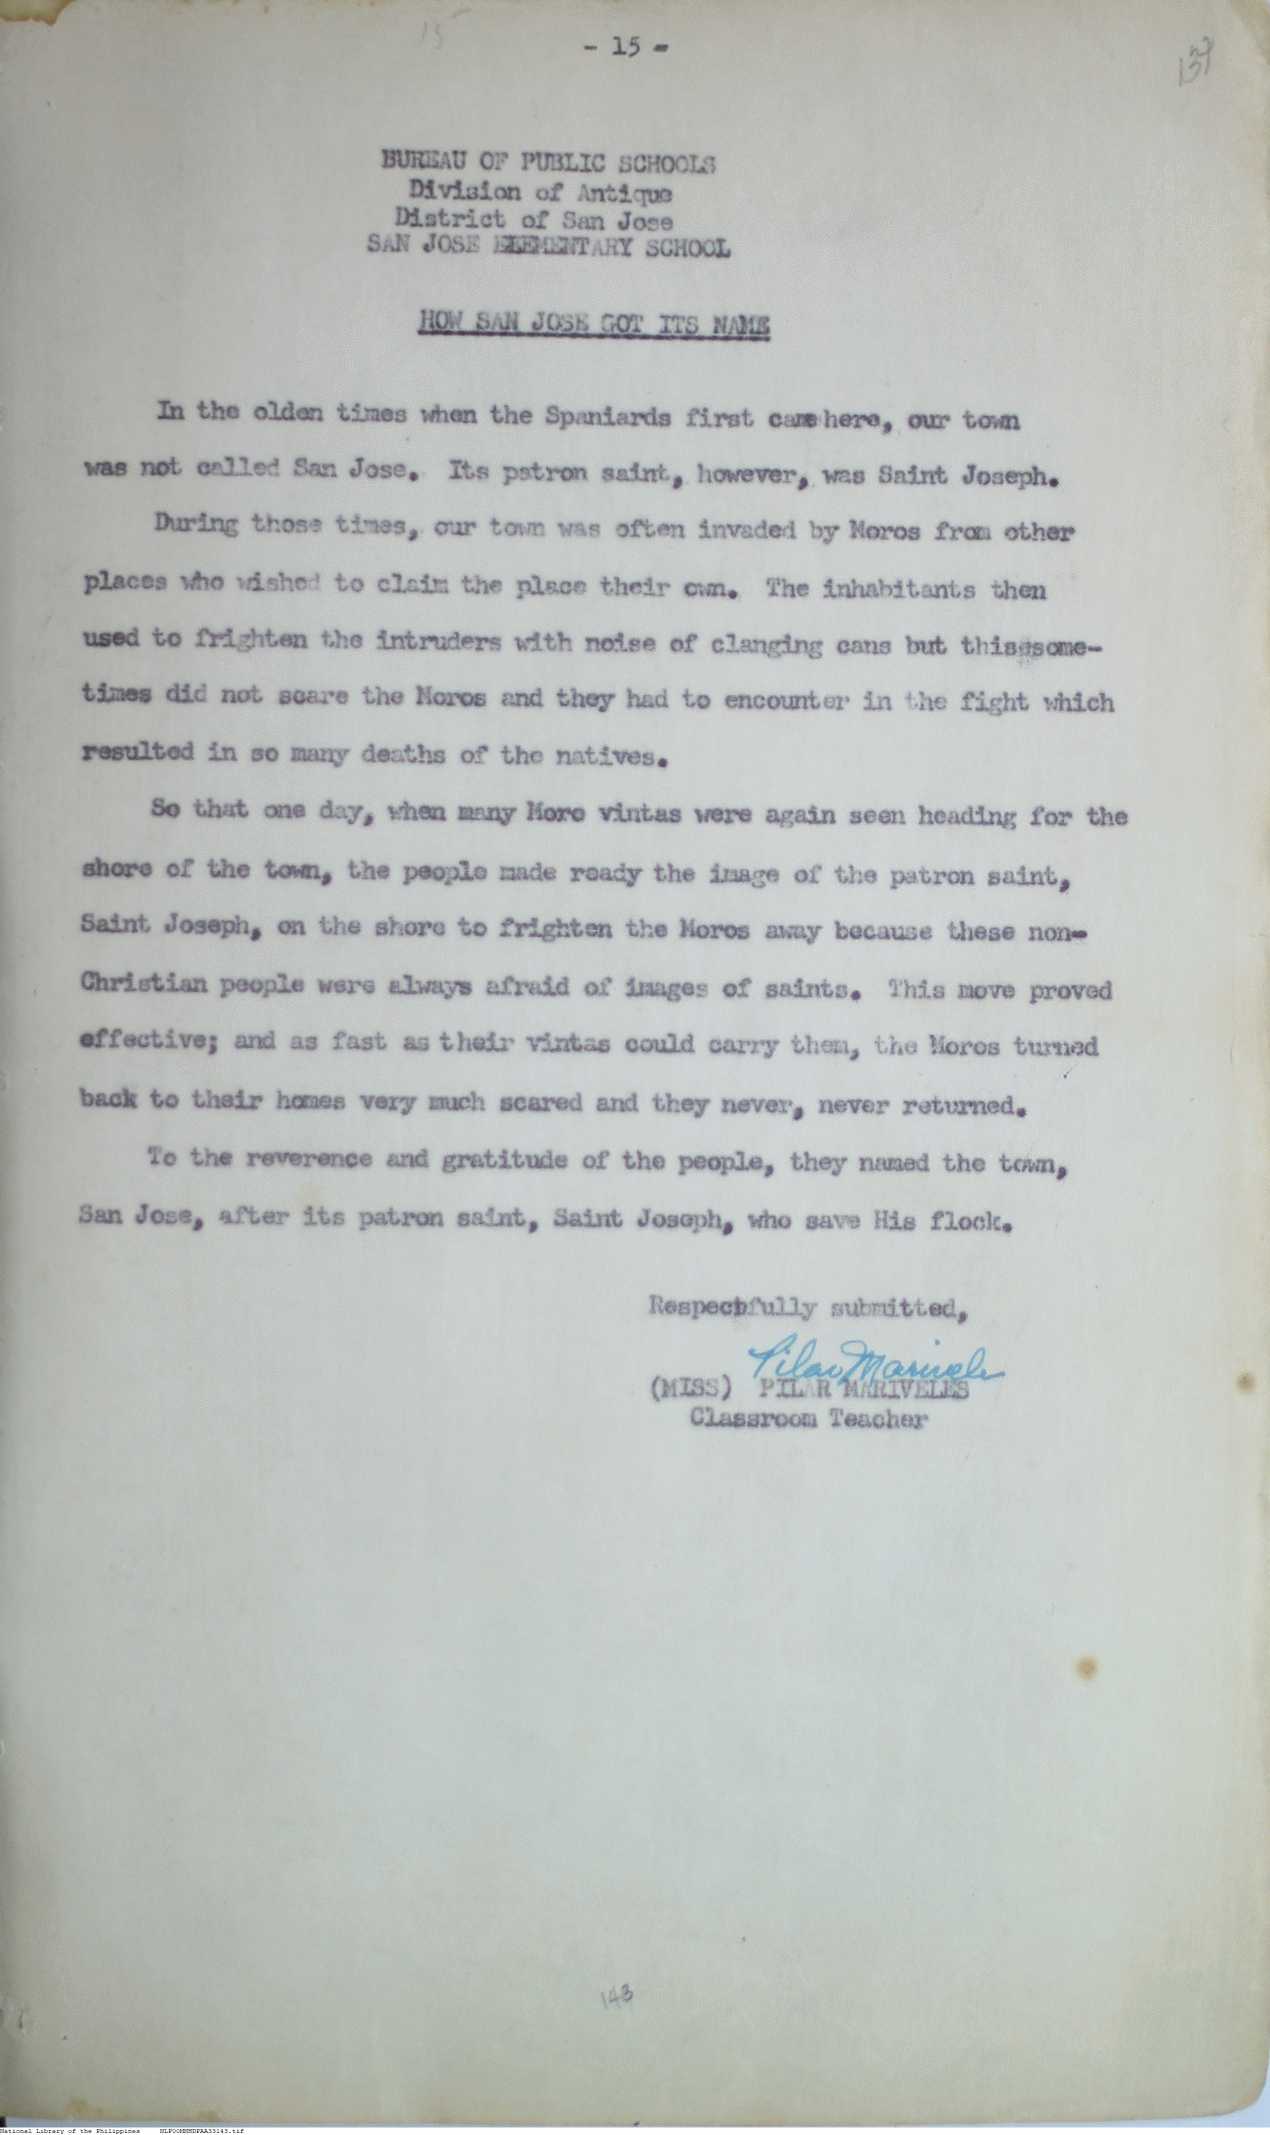 15
- 15 -
BUREAU OF PUBLIC SCHOOLS
Division of Antique
District of San Jose
SAN JOSE ELEMENTARY SCHOOL
HOW SAN JOSE GOT ITS NAME
In the olden times when the Spaniards first came here, our town
was not called San Jose. Its patron saint, however, was Saint Joseph.
During those times, our town was often invaded by Moros from other
places who wished to claim the place their own. The inhabitants then
used to frighten the intruders with noise of clanging cans but this some-
times did not scare the Moros and they had to encounter in the fight which
resulted in so many deaths of the natives.
So that one day, when many Moro vintas were again seen heading for the
shore of the town, the people made ready the image of the patron saint,
Saint Joseph, on the shore to frighten the Moros away because these non-
Christian people were always afraid of images of saints. This move proved
effective; and as fast as their vintas could carry them, the Moros turned
back to their homes very much scared and they never, never returned.
To the reverence and gratitude of the people, they named the town,
San Jose, after its patron saint, Saint Joseph, who save His flock.
Respectfully submitted,
Pilar Mariveles
(MISS) PILAR MARIVELES
Classroom Teacher
143
National Library of the Philippines NLP00MNHDPAA33143.tif